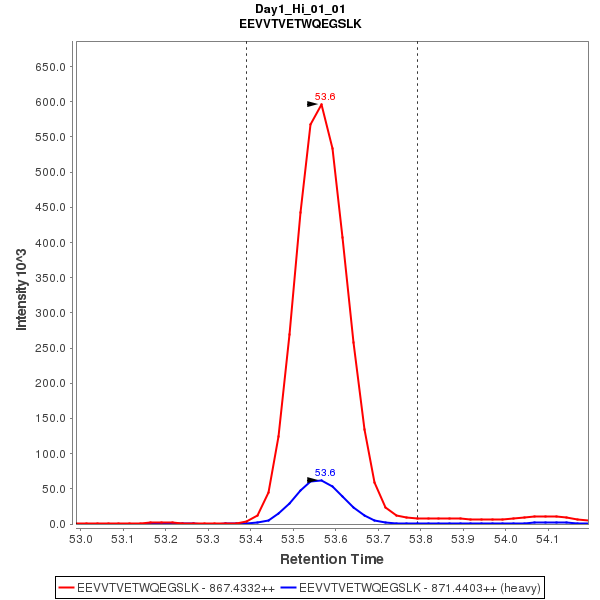 Day1_Hi_01_01
EEVVTVETWQEGSLK
Intensity 10^3
650.0
600.0
550.0
500.0
450.0
400.0
350.0
300.0
250.0
200.0
150.0
100.0
50.0
0.0
53.6
53.6
53.0 53.1 53.2 53.3 53.4 53.5 53.6 53.7 53.8 53.9 54.0 54.1
Retention Time
EEVVTVETWQEGSLK - 867.4332++ EEVVTVETWQEGSLK - 871.4403++ (heavy)